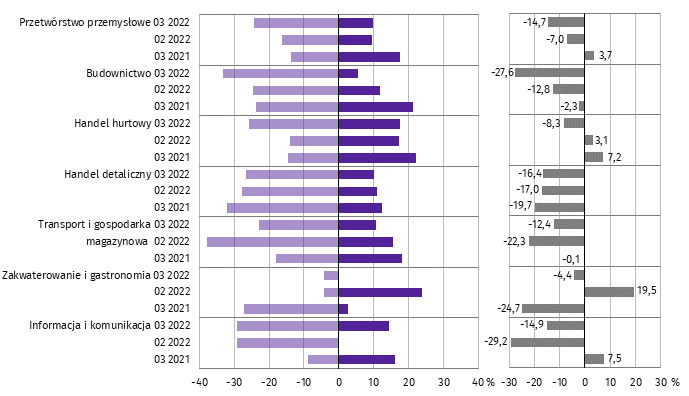 Przetwórstwo przemysłowe 03 2022 -14,7
02 2022 -7,0
03 2021 3,7
Budownictwo 03 2022 -27,6
02 2022 -12,8
03 2021 -2,3
Handel hurtowy 03 2022 -8,3
02 2022 3,1
03 2021 7,2
Handel detaliczny 03 2022 -16,4
02 2022 -17,0
03 2021 -19,7
Transport i gospodarka 03 2022 -12,4
magazynowa 02 2022 -22,3
03 2021 -0,1
Zakwaterowanie i gastronomia 03 2022 -4,4
02 2022 19,5
03 2021 -24,7
Informacja i komunikacja 03 2022 -14,9
02 2022 -29,2
03 2021 7,5
-40 -30 -20 -10 0 10 20 30 40 % -30 -20 -10 0 10 20 30 %